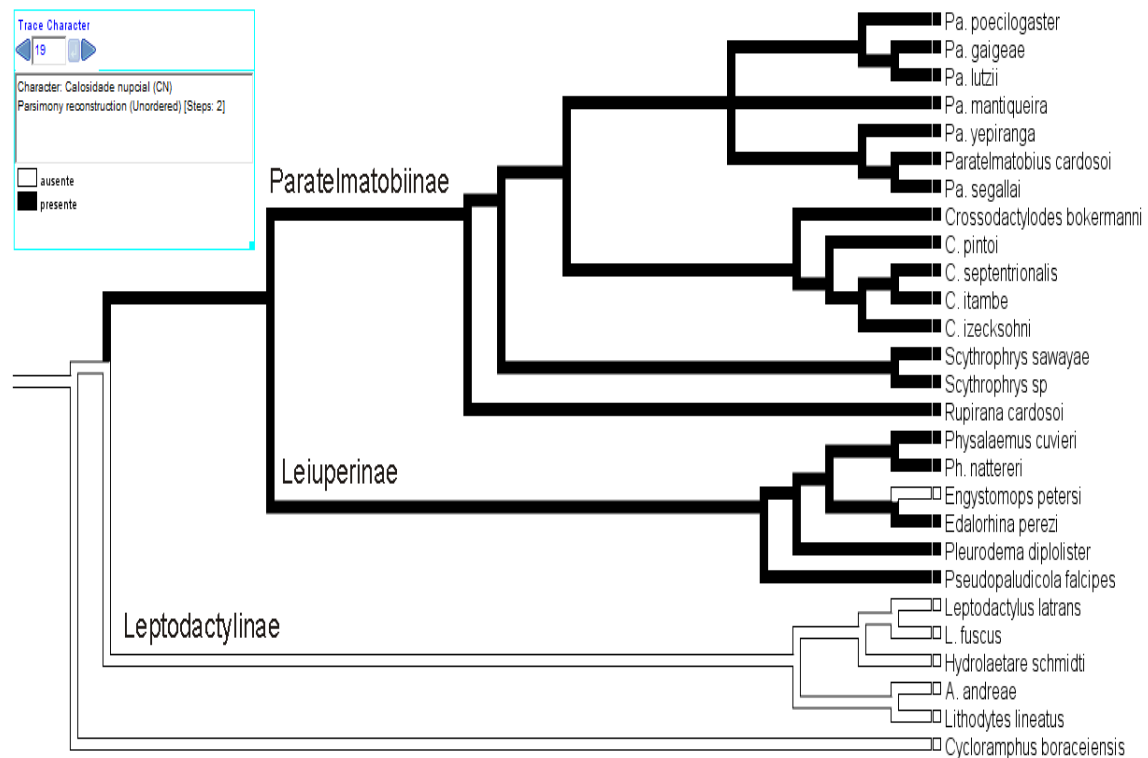 Trace Character
19
Character: Calosidade nupcial (CN)
Parsimony reconstruction (Unordered) [Steps: 2]
ausente
presente
Paratelmatobiinae
Leiuperinae
Leptodactylinae
Pa. poecilogaster
Pa. gaigeae
Pa. lutzii
Pa. mantiqueira
Pa. yepiranga
Paratelmatobius cardosoi
Pa. segallai
Crossodactylodes bokermanni
C. pintoi
C. septentrionalis
C. itambe
C. izecksohni
Scythrophrys sawayae
Scythrophrys sp
Rupirana cardosoi
Physalaemus cuvieri
Ph. nattereri
Engystomops petersi
Edalorhina perezi
Pleurodema diplolister
Pseudopaludicola falcipes
Leptodactylus latrans
L. fuscus
Hydrolaetare schmidti
A. andreae
Lithodytes lineatus
Cycloramphus boraceiensis